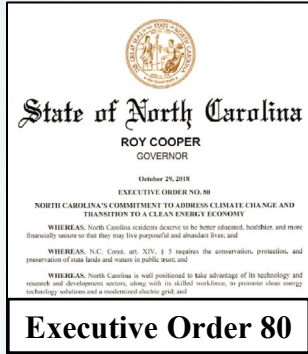 State of North Carolina
ROY COOPER
GOVERNOR
October 29, 2018
EXECUTIVE ORDER NO. 80
NORTH CAROLINA'S COMMITMENT TO ADDRESS CLIMATE CHANGE AND
TRANSITION TO A CLEAN ENERGY ECONOMY
WHEREAS, North Carolina residents deserve to be better educated, healthier, and more
financially secure so that they may live purposeful and abundant lives; and
WHEREAS, N.C. Const. art. XIV, § 5 requires the conservation, protection, and
preservation of state lands and waters in public trust; and
WHEREAS, North Carolina is well positioned to take advantage of its technology and
research and development sectors, along with its skilled workforce, to promote clean energy
technology solutions and a modernized electric grid; and
Executive Order 80